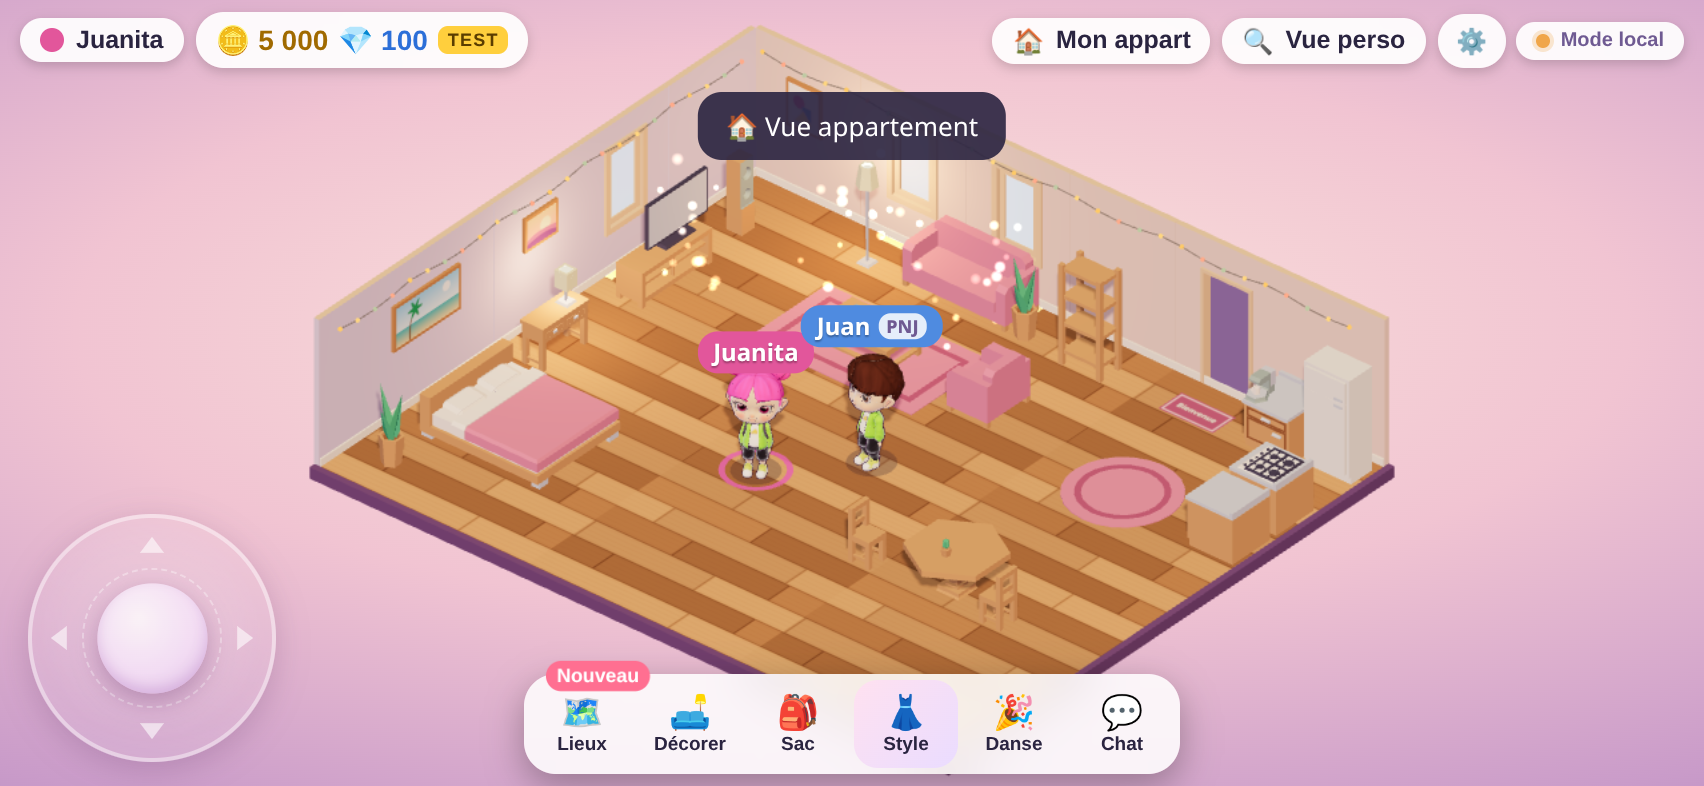 Juanita
5 000
100
TEST
Mon appart
Vue perso
Mode local
Vue appartement
Juan PNJ
Juanita
Bienvenue
Nouveau
Lieux
Décorer
Sac
Style
Danse
Chat